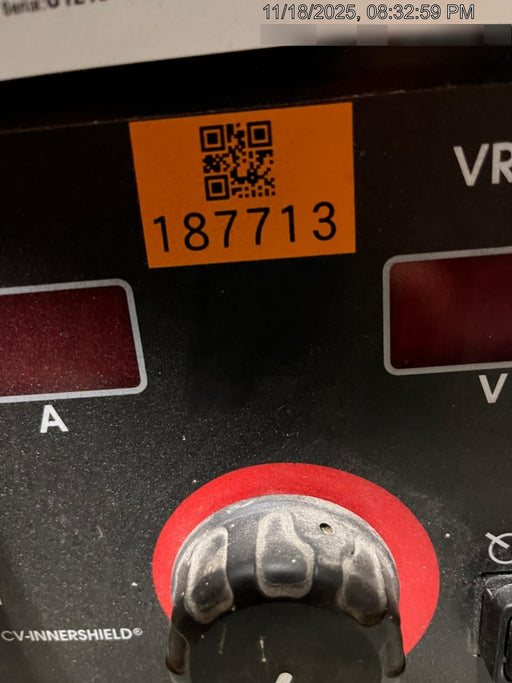 11/18/2025, 08:32:59 PM
187713
VR
A
V
CV-INNERSHIELD®